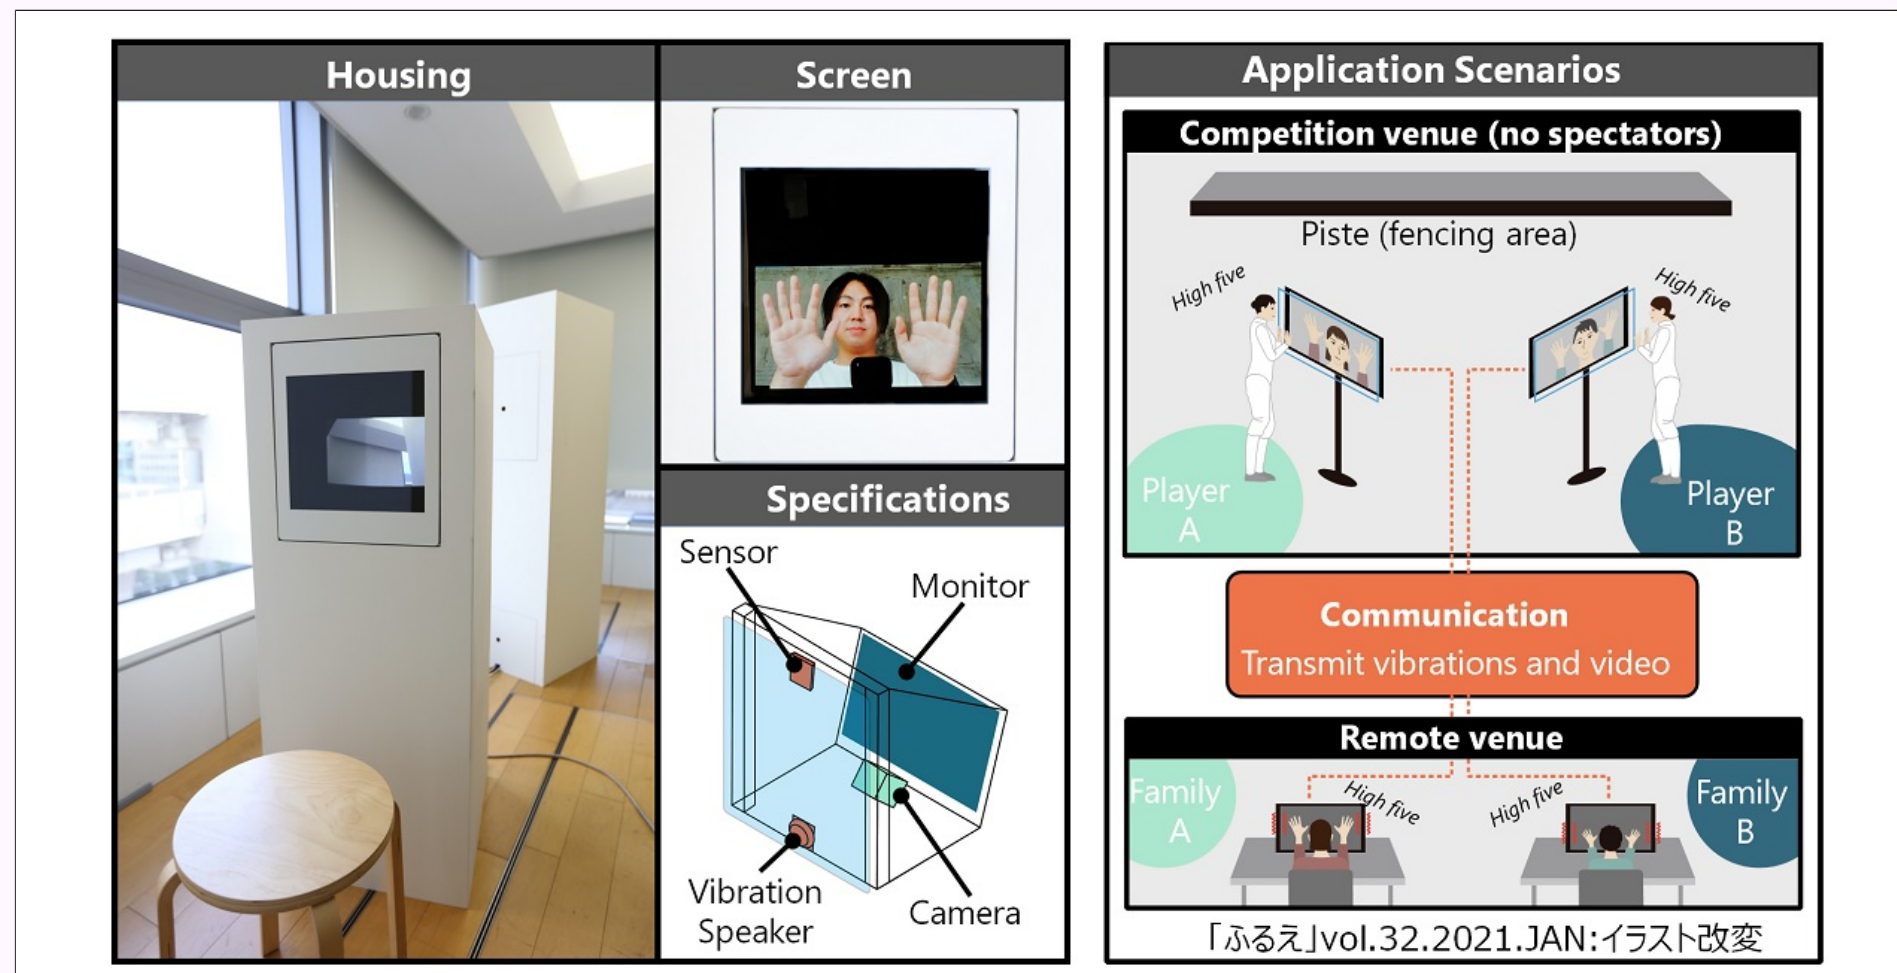 Housing
Screen
Specifications
Sensor
Monitor
Vibration
Speaker
Camera
Application Scenarios
Competition venue (no spectators)
Piste (fencing area)
High five
High five
Player
A
Player
B
Communication
Transmit vibrations and video
Remote venue
Family
A
High five
High five
Family
B
「ふるえ」vol.32.2021.JAN:イラスト改変